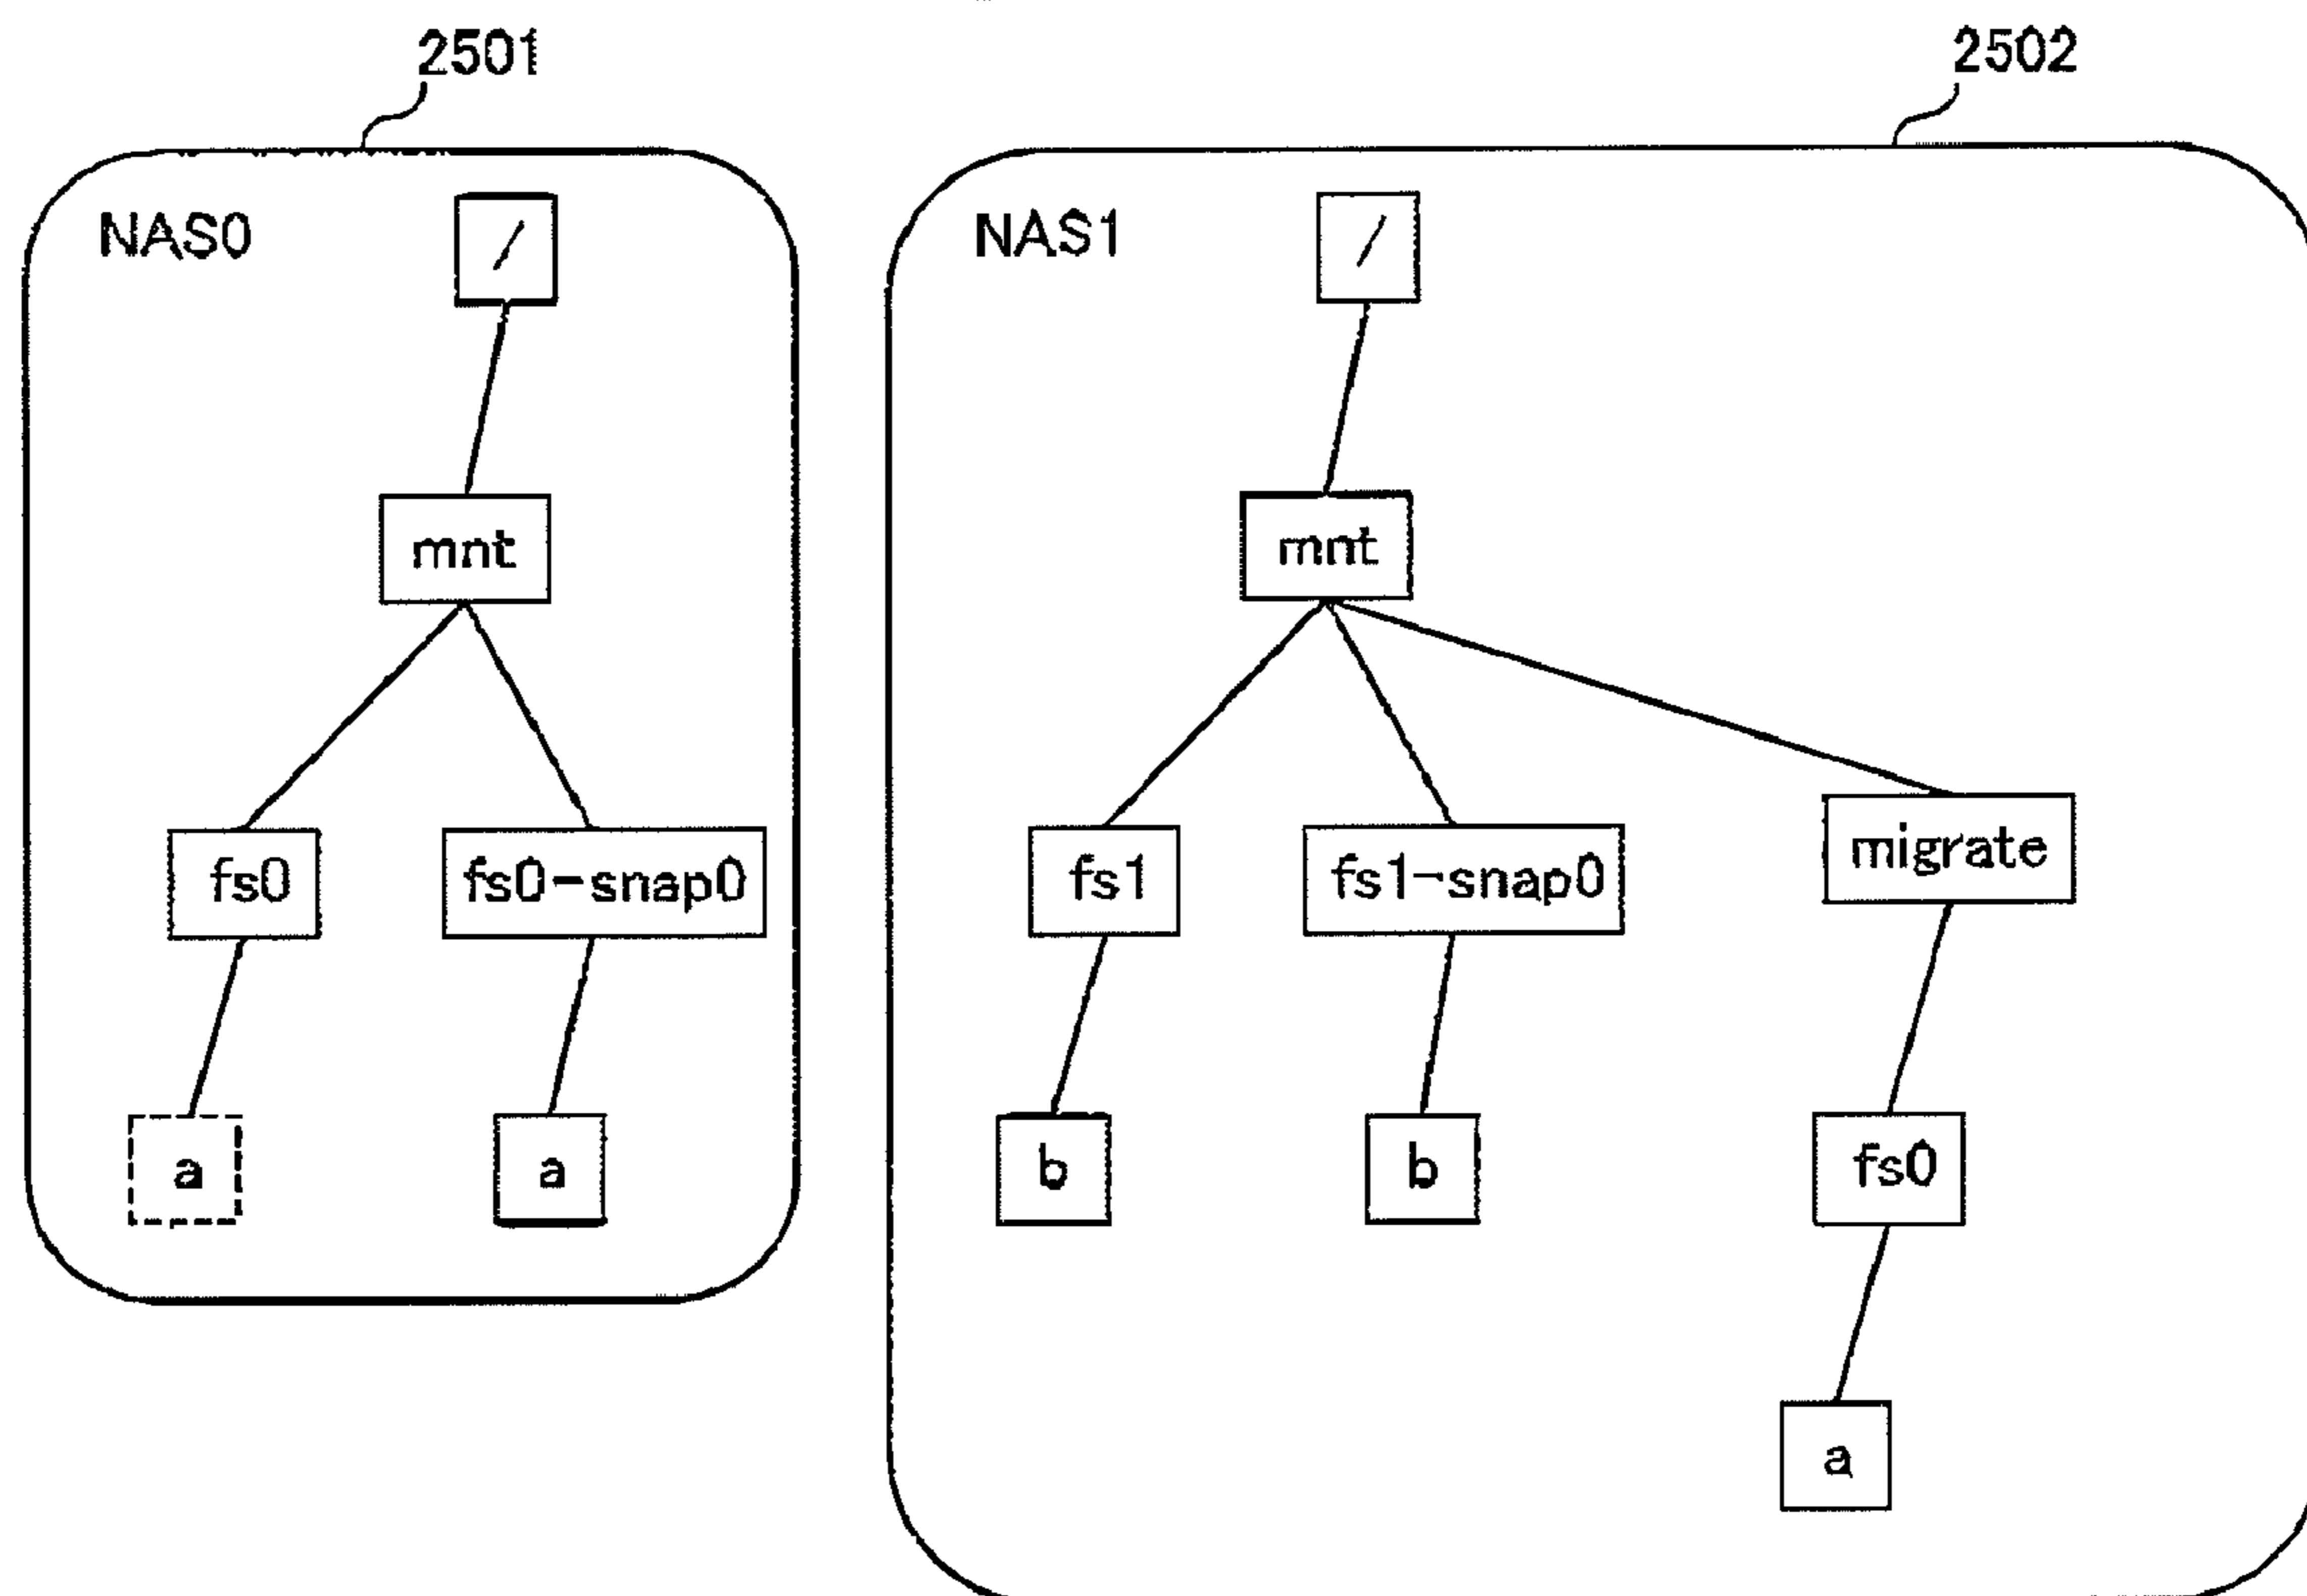 2501
2502
NAS0
/
NAS1
/
mnt
mnt
fs0
fs0-snap0
fs1
fs1-snap0
migrate
a
a
b
b
fs0
a